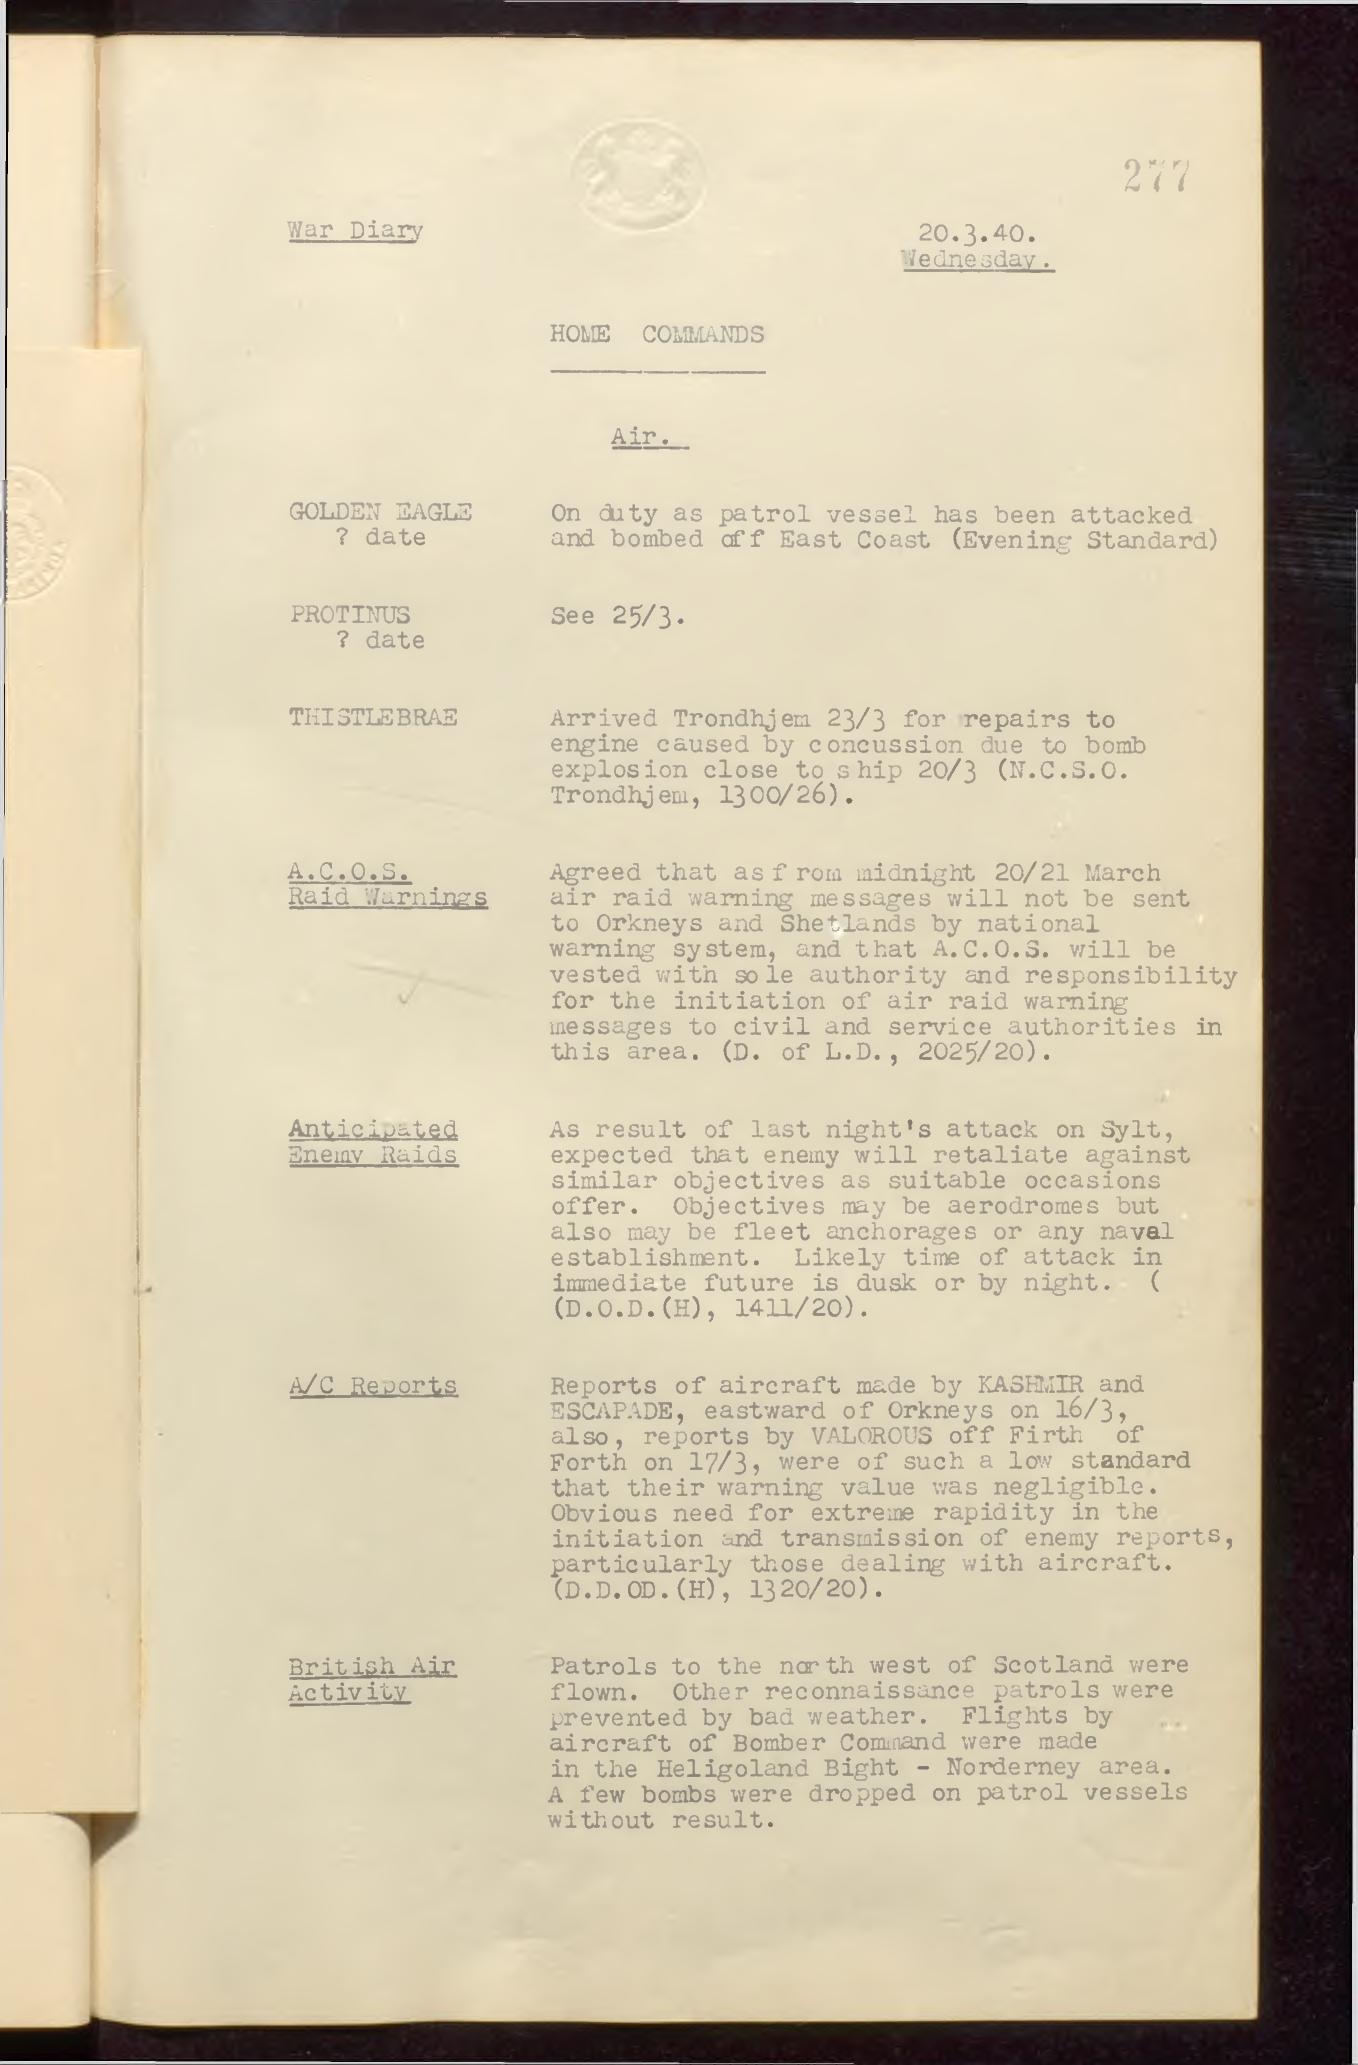 277
War Diary 20.3.40.
Wednesday.
HOME COMMANDS
Air.
GOLDEN EAGLE On duty as patrol vessel has been attacked
? date and bombed off East Coast (Evening Standard)
PROTINUS See 25/3.
? date
THISTLEBRAE Arrived Trondhjem 23/3 for repairs to
engine caused by concussion due to bomb
explosion close to ship 20/3 (N.C.S.O.
Trondhjem, 1300/26).
A.C.O.S. Agreed that as from midnight 20/21 March
Raid Warnings air raid warning messages will not be sent
to Orkneys and Shetlands by national
warning system, and that A.C.O.S. will be
vested with sole authority and responsibility
for the initiation of air raid warning
messages to civil and service authorities in
this area. (D. of L.D., 2025/20).
Anticipated As result of last night's attack on Sylt,
Enemy Raids expected that enemy will retaliate against
similar objectives as suitable occasions
offer. Objectives may be aerodromes but
also may be fleet anchorages or any naval
establishment. Likely time of attack in
immediate future is dusk or by night. (
(D.O.D.(H), 1411/20).
A/C Reports Reports of aircraft made by KASHMIR and
ESCAPADE, eastward of Orkneys on 16/3,
also, reports by VALOROUS off Firth of
Forth on 17/3, were of such a low standard
that their warning value was negligible.
Obvious need for extreme rapidity in the
initiation and transmission of enemy reports,
particularly those dealing with aircraft.
(D.D.OD.(H), 1320/20).
British Air Patrols to the north west of Scotland were
Activity flown. Other reconnaissance patrols were
prevented by bad weather. Flights by
aircraft of Bomber Command were made
in the Heligoland Bight - Norderney area.
A few bombs were dropped on patrol vessels
without result.